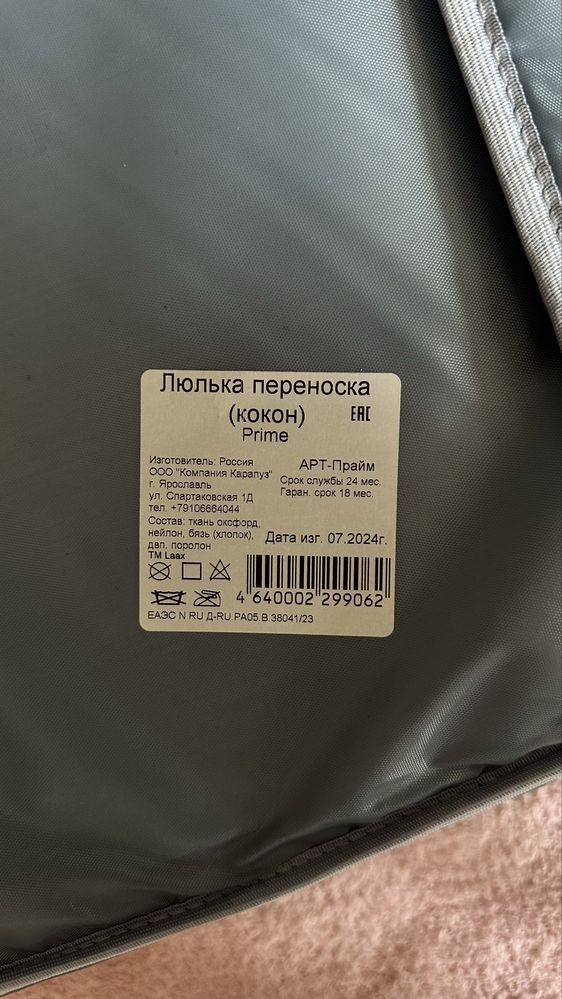 Люлька переноска
(кокон) EAC
Prime
Изготовитель: Россия
ООО "Компания Карапуз"
г. Ярославль
ул. Спартаковская 1Д
тел. +79106664044
Состав: ткань оксфорд,
нейлон, бязь (хлопок),
двп. поролон
ТМ Laax
АРТ-Прайм
Срок службы 24 мес.
Гаран. срок 18 мес.
Дата изг. 07.2024г.
4 640002 299062
ЕАЭС N RU Д-RU.РА05.В.38041/23